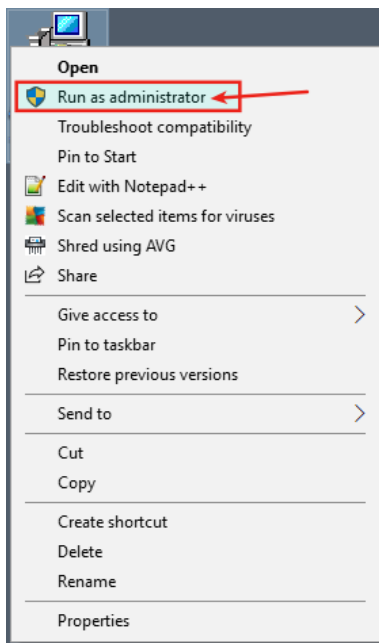 Open
Run as administrator
Troubleshoot compatibility
Pin to Start
Edit with Notepad++
Scan selected items for viruses
Shred using AVG
Share
Give access to
Pin to taskbar
Restore previous versions
Send to
Cut
Copy
Create shortcut
Delete
Rename
Properties